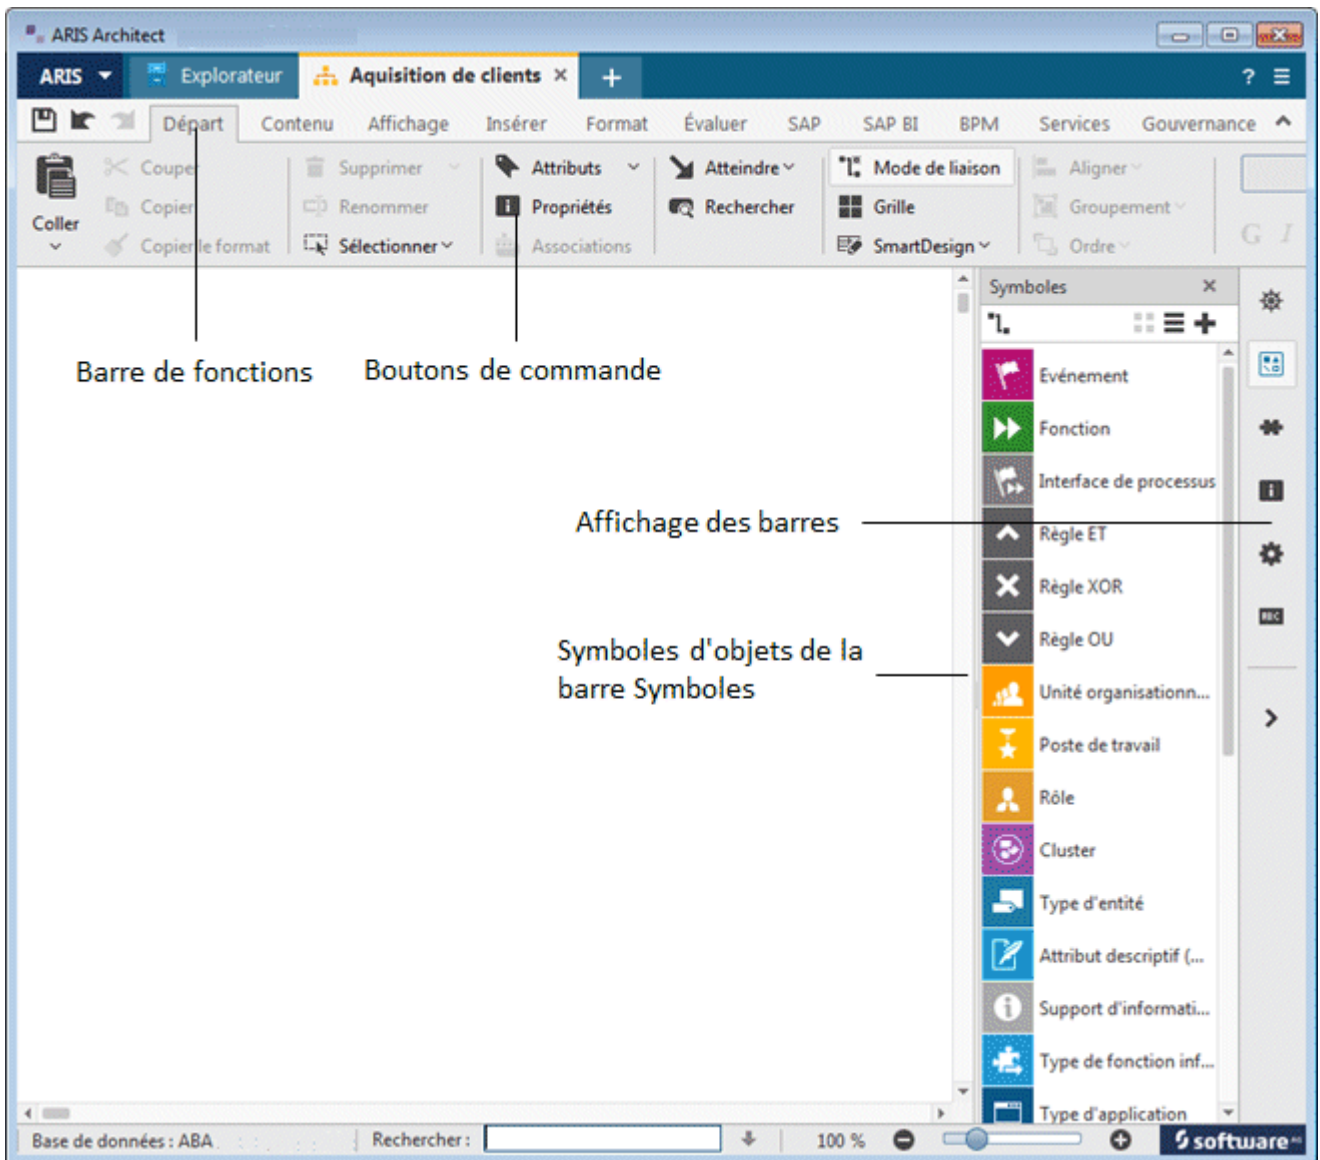 ARIS Architect
ARIS Explorateur Aquisition de clients × + ?
Départ Contenu Affichage Insérer Format Évaluer SAP SAP BI BPM Services Gouvernance
Coller
Couper
Copier
Copier le format
Supprimer
Renommer
Sélectionner
Attributs
Propriétés
Associations
Atteindre
Rechercher
Mode de liaison
Grille
SmartDesign
Aligner
Groupement
Ordre
G I
Barre de fonctions
Boutons de commande
Affichage des barres
Symboles d'objets de la
barre Symboles
Symboles ×
Evénement
Fonction
Interface de processus
Règle ET
Règle XOR
Règle OU
Unité organisationn...
Poste de travail
Rôle
Cluster
Type d'entité
Attribut descriptif (...
Support d'informati...
Type de fonction inf...
Type d'application
REC
Base de données : ABA
Rechercher :
100 %
software AG